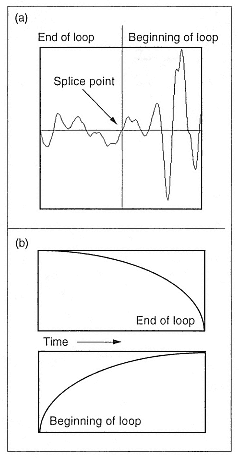 (a)
End of loop
Beginning of loop
Splice point
(b)
End of loop
Time
Beginning of loop